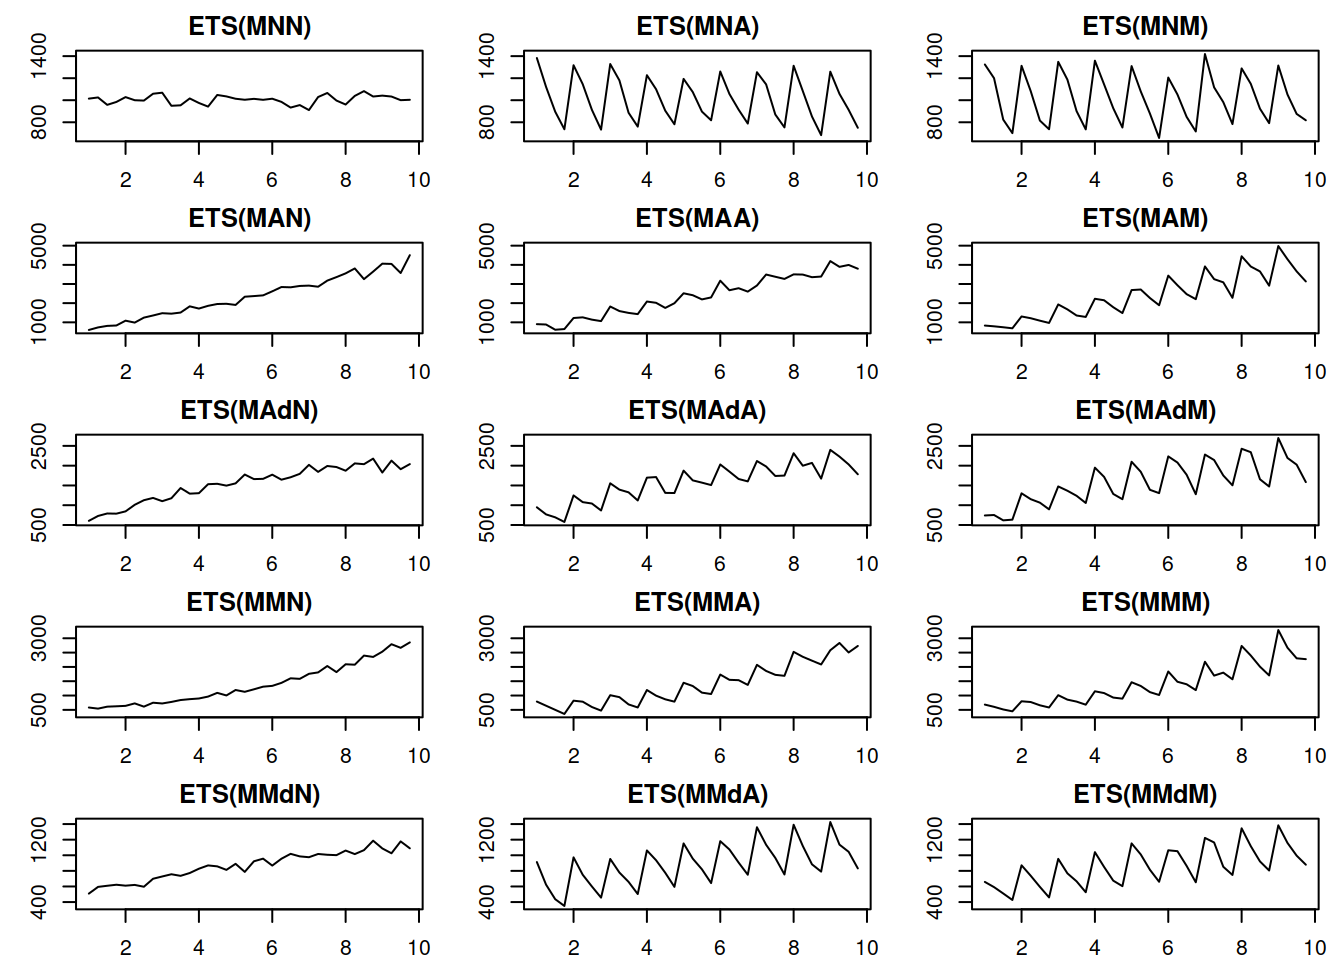 ETS(MNN) ETS(MNA) ETS(MNM)
1400 1400 1400
800 800 800
2 4 6 8 10 2 4 6 8 10 2 4 6 8 10
ETS(MAN) ETS(MAA) ETS(MAM)
5000 5000 5000
1000 1000 1000
2 4 6 8 10 2 4 6 8 10 2 4 6 8 10
ETS(MAdN) ETS(MAdA) ETS(MAdM)
2500 2500 2500
500 500 500
2 4 6 8 10 2 4 6 8 10 2 4 6 8 10
ETS(MMN) ETS(MMA) ETS(MMM)
3000 3000 3000
500 500 500
2 4 6 8 10 2 4 6 8 10 2 4 6 8 10
ETS(MMdN) ETS(MMdA) ETS(MMdM)
1200 1200 1200
400 400 400
2 4 6 8 10 2 4 6 8 10 2 4 6 8 10